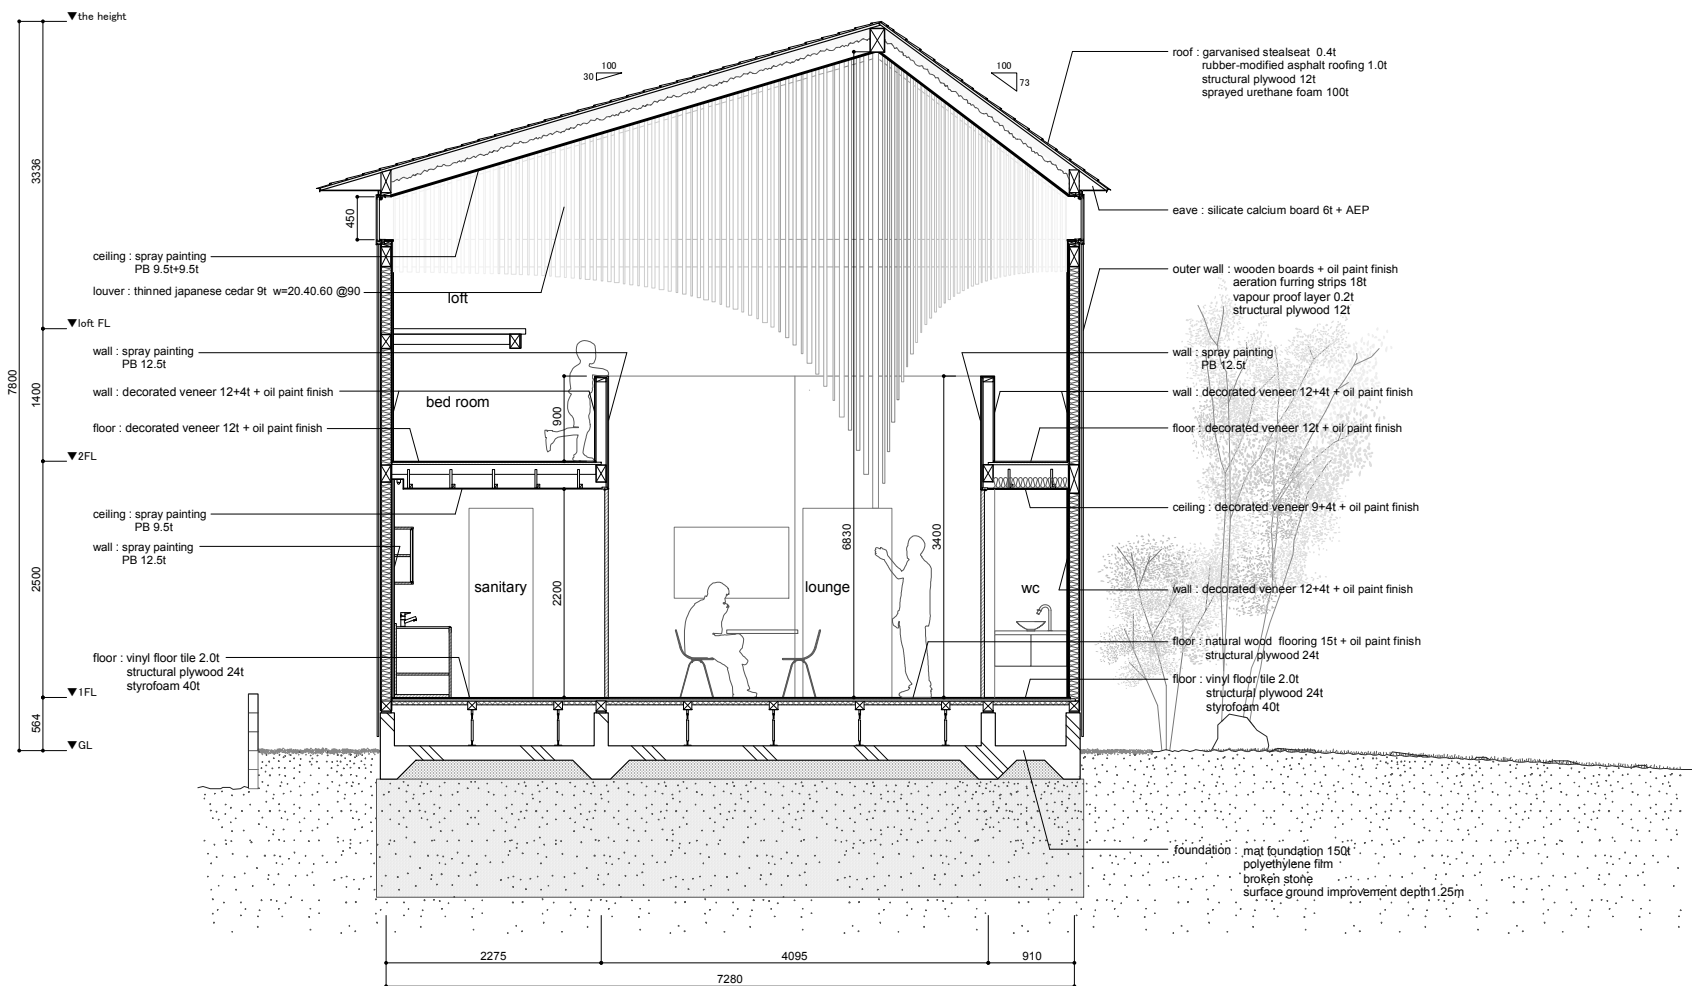 ▼the height
100
30
100
73
roof : garvanised stealseat 0.4t
rubber-modified asphalt roofing 1.0t
structural plywood 12t
sprayed urethane foam 100t
3336
450
eave : silicate calcium board 6t + AEP
ceiling : spray painting
PB 9.5t+9.5t
louver : thinned japanese cedar 9t w=20.40.60 @90
loft
outer wall : wooden boards + oil paint finish
aeration furring strips 18t
vapour proof layer 0.2t
structural plywood 12t
▼loft FL
wall : spray painting
PB 12.5t
wall : spray painting
PB 12.5t
7800
1400
wall : decorated veneer 12+4t + oil paint finish
bed room
900
wall : decorated veneer 12+4t + oil paint finish
floor : decorated veneer 12t + oil paint finish
floor : decorated veneer 12t + oil paint finish
▼2FL
ceiling : spray painting
PB 9.5t
ceiling : decorated veneer 9+4t + oil paint finish
wall : spray painting
PB 12.5t
6830
3400
2500
sanitary
2200
lounge
wc
wall : decorated veneer 12+4t + oil paint finish
floor : natural wood flooring 15t + oil paint finish
structural plywood 24t
floor : vinyl floor tile 2.0t
structural plywood 24t
styrofoam 40t
floor : vinyl floor tile 2.0t
structural plywood 24t
styrofoam 40t
▼1FL
564
▼GL
foundation : mat foundation 150t
polyethylene film
broken stone
surface ground improvement depth1.25m
2275
4095
910
7280